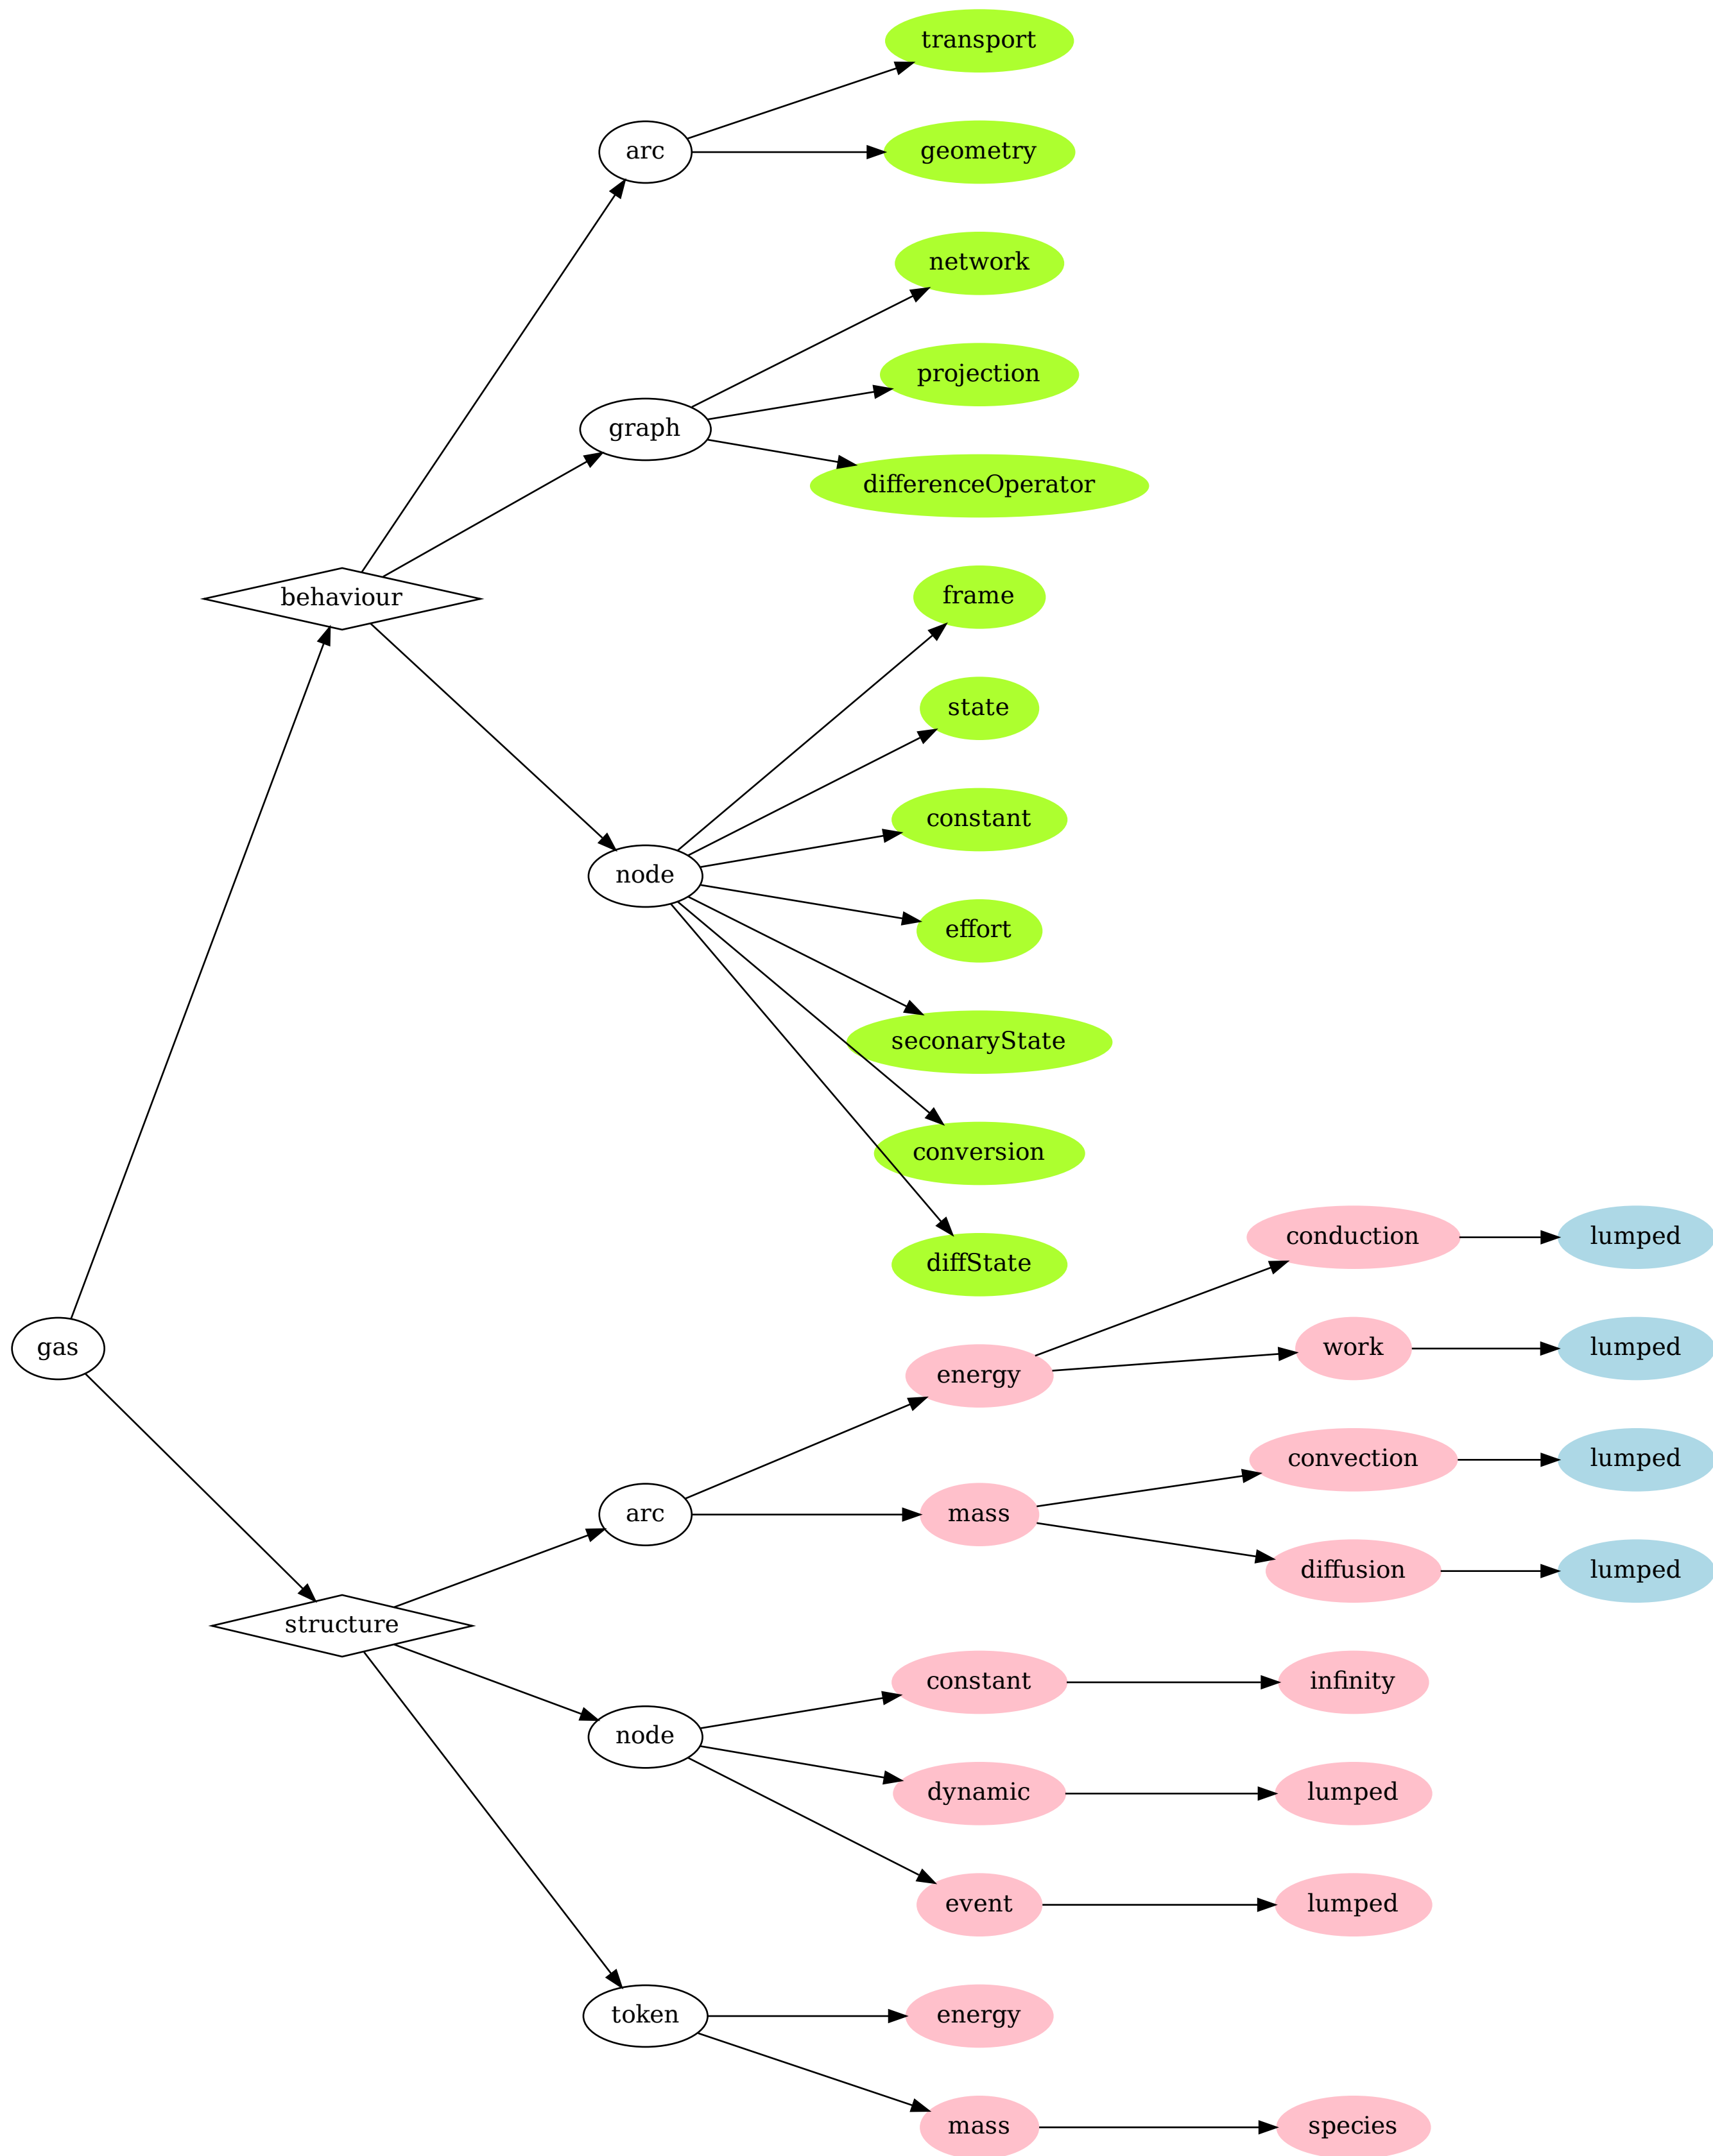 transport
arc
geometry
network
projection
graph
differenceOperator
behaviour
frame
state
constant
node
effort
seconaryState
conversion
diffState
conduction
lumped
gas
energy
work
lumped
convection
lumped
arc
mass
diffusion
lumped
structure
constant
infinity
node
dynamic
lumped
event
lumped
token
energy
mass
species